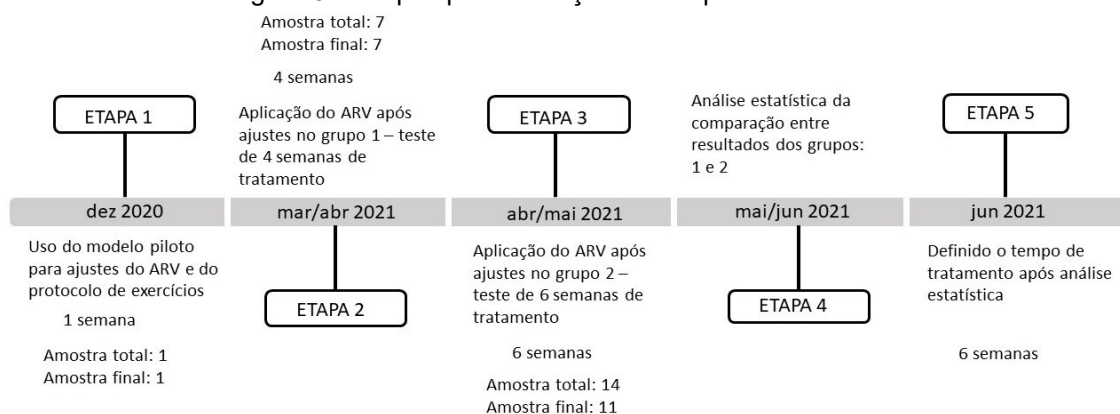 Amostra total: 7
Amostra final: 7
4 semanas
ETAPA 1
Aplicação do ARV após
ajustes no grupo 1 – teste
de 4 semanas de
tratamento
ETAPA 3
Análise estatística da
comparação entre
resultados dos grupos:
1 e 2
ETAPA 5
dez 2020
mar/abr 2021
abr/mai 2021
mai/jun 2021
jun 2021
Uso do modelo piloto
para ajustes do ARV e do
protocolo de exercícios
1 semana
Amostra total: 1
Amostra final: 1
ETAPA 2
Aplicação do ARV após
ajustes no grupo 2 –
teste de 6 semanas de
tratamento
6 semanas
Amostra total: 14
Amostra final: 11
ETAPA 4
Definido o tempo de
tratamento após análise
estatística
6 semanas